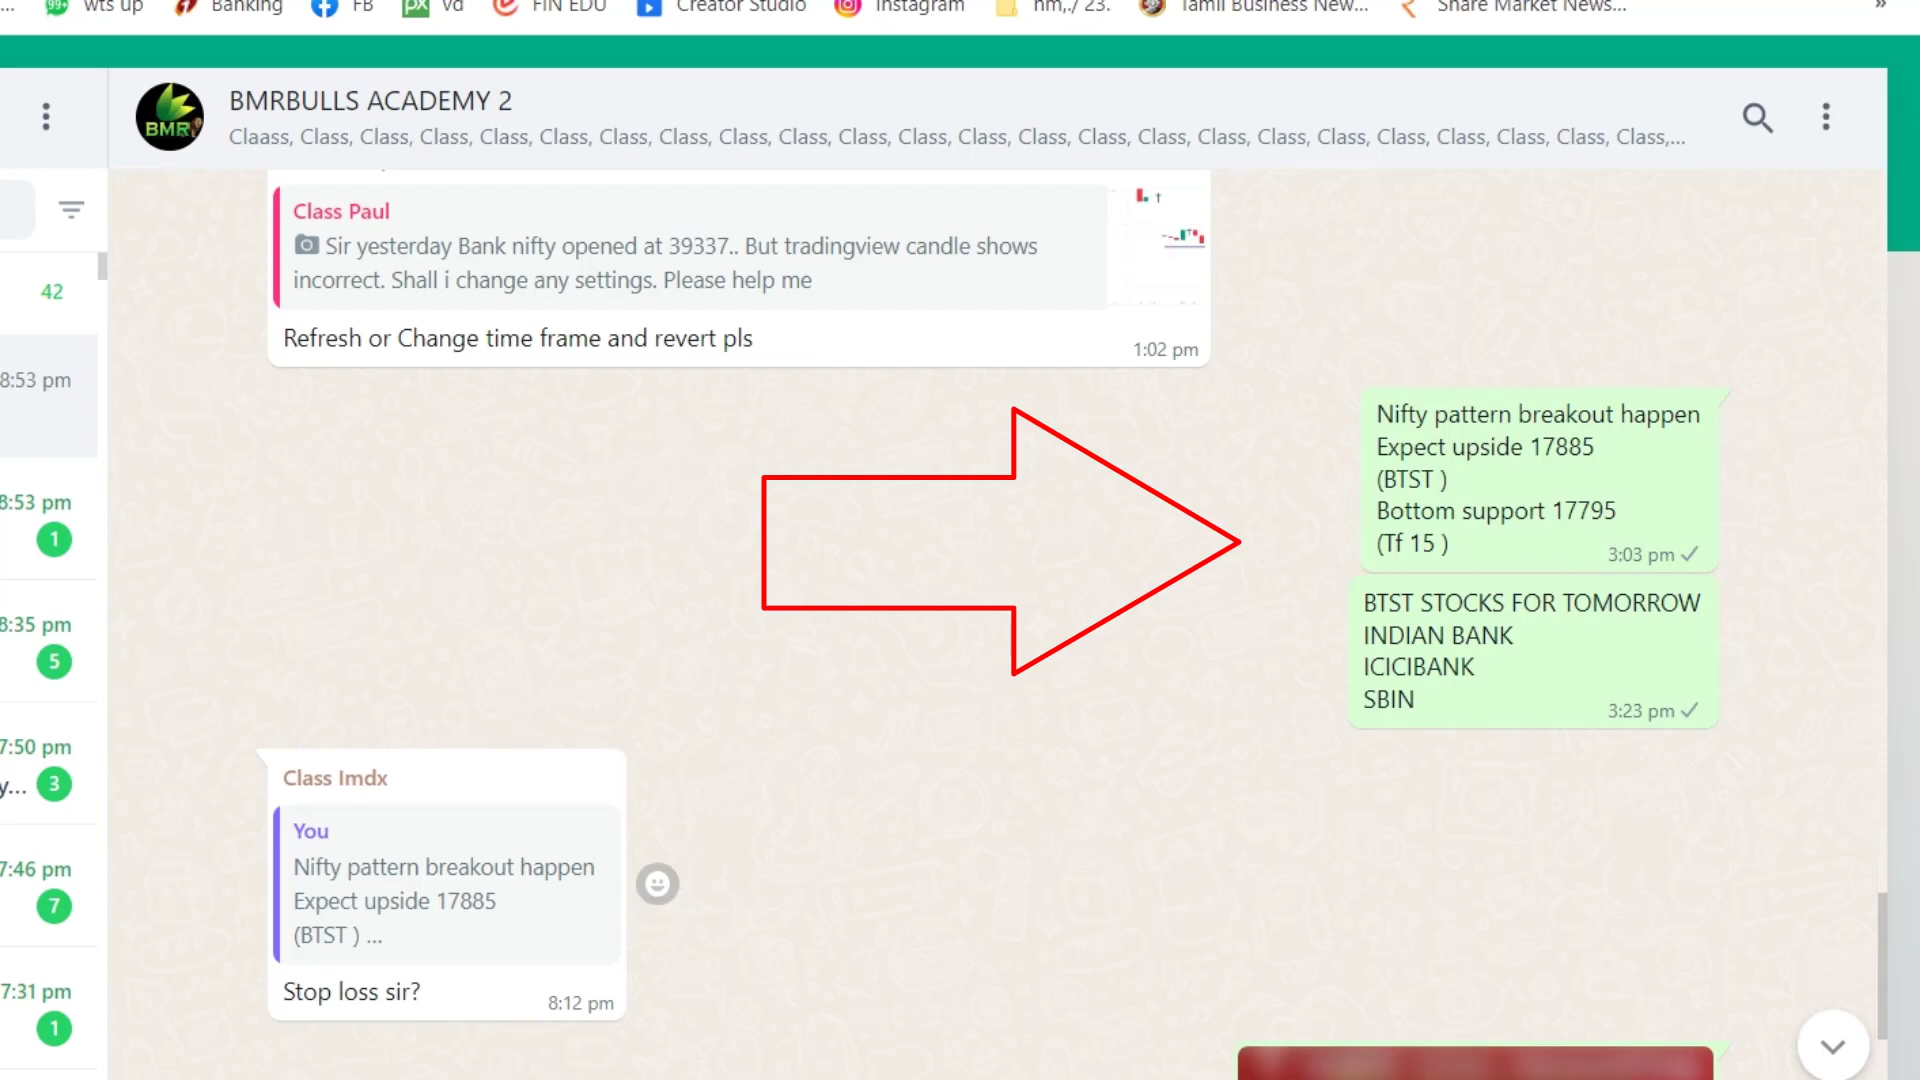 wts up
Banking
FB
Vd
FIN EDU
Creator Studio
Instagram
nm,./ 23.
Tamil Business New...
Share Market News...
»
BMR
BMRBULLS ACADEMY 2
Claass, Class, Class, Class, Class, Class, Class, Class, Class, Class, Class, Class, Class, Class, Class, Class, Class, Class, Class, Class, Class, Class, Class, Class,...
42
8:53 pm
8:53 pm
1
8:35 pm
5
7:50 pm
y...
3
7:46 pm
7
7:31 pm
1
Class Paul
Sir yesterday Bank nifty opened at 39337.. But tradingview candle shows
incorrect. Shall i change any settings. Please help me
Refresh or Change time frame and revert pls
1:02 pm
Nifty pattern breakout happen
Expect upside 17885
(BTST )
Bottom support 17795
(Tf 15 )
3:03 pm
BTST STOCKS FOR TOMORROW
INDIAN BANK
ICICIBANK
SBIN
3:23 pm
Class Imdx
You
Nifty pattern breakout happen
Expect upside 17885
(BTST ) ...
Stop loss sir?
8:12 pm